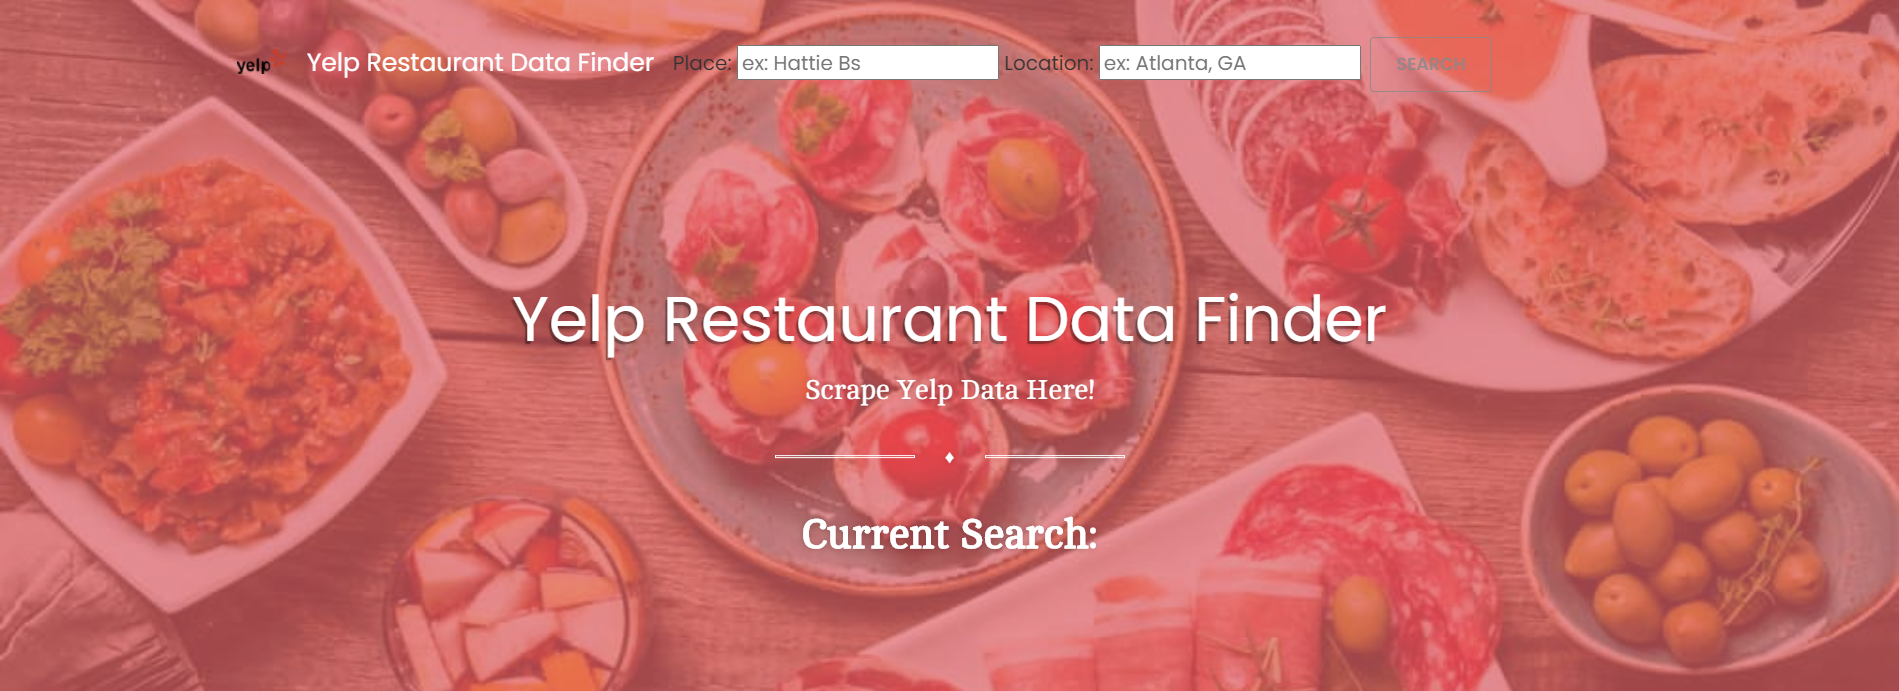 yelp Yelp Restaurant Data Finder Place: ex: Hattie Bs Location: ex: Atlanta, GA SEARCH
Yelp Restaurant Data Finder
Scrape Yelp Data Here!
Current Search: